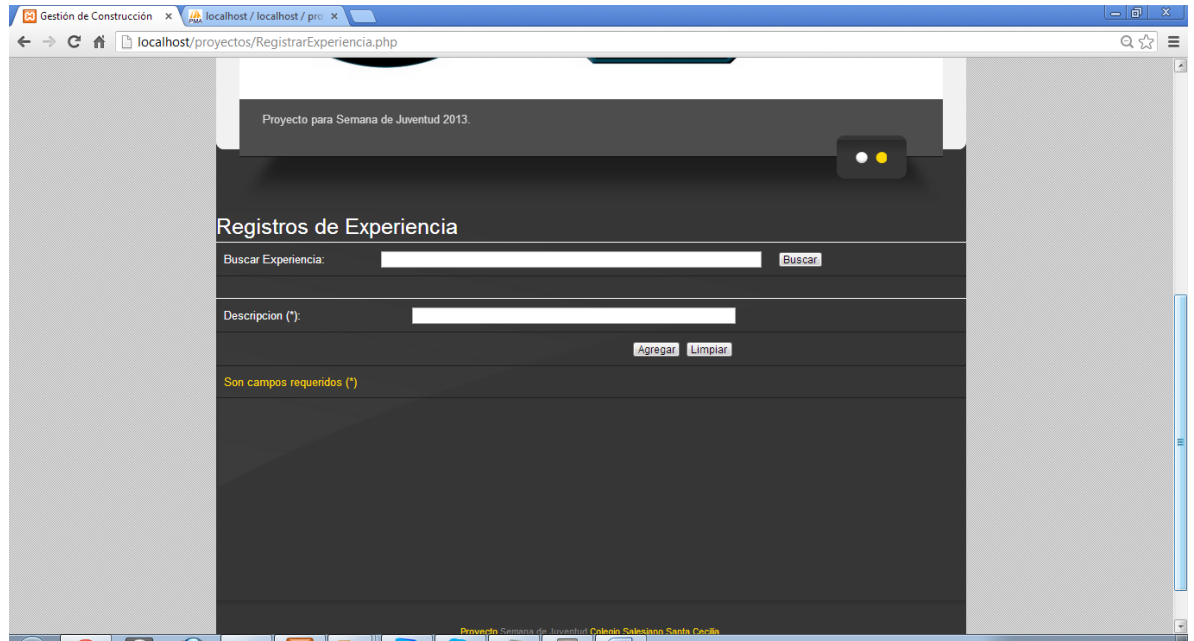 Gestión de Construcción
localhost / localhost / pro
localhost/proyectos/RegistrarExperiencia.php
Proyecto para Semana de Juventud 2013.
Registros de Experiencia
Buscar Experiencia: Buscar
Descripcion (*):
Agregar Limpiar
Son campos requeridos (*)
Proyecto Semana de Juventud Colegio Salesiano Santa Cecilia